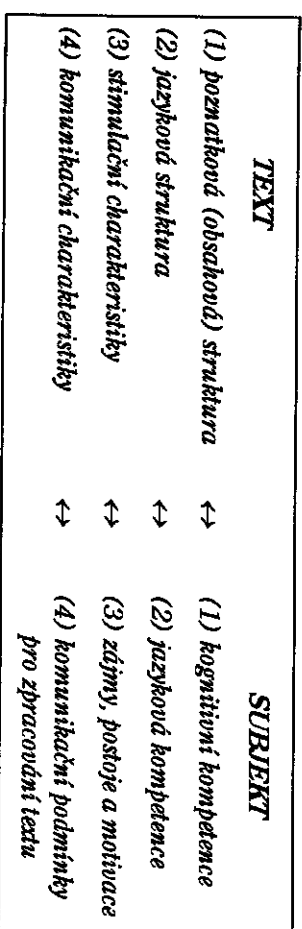 TEXT SUBJEKT
(1) poznatková (obsahová) struktura ↔ (1) kognitivní kompetence
(2) jazyková struktura ↔ (2) jazyková kompetence
(3) stimulační charakteristiky ↔ (3) zájmy, postoje a motivace
(4) komunikační charakteristiky ↔ (4) komunikační podmínky
pro zpracování textu